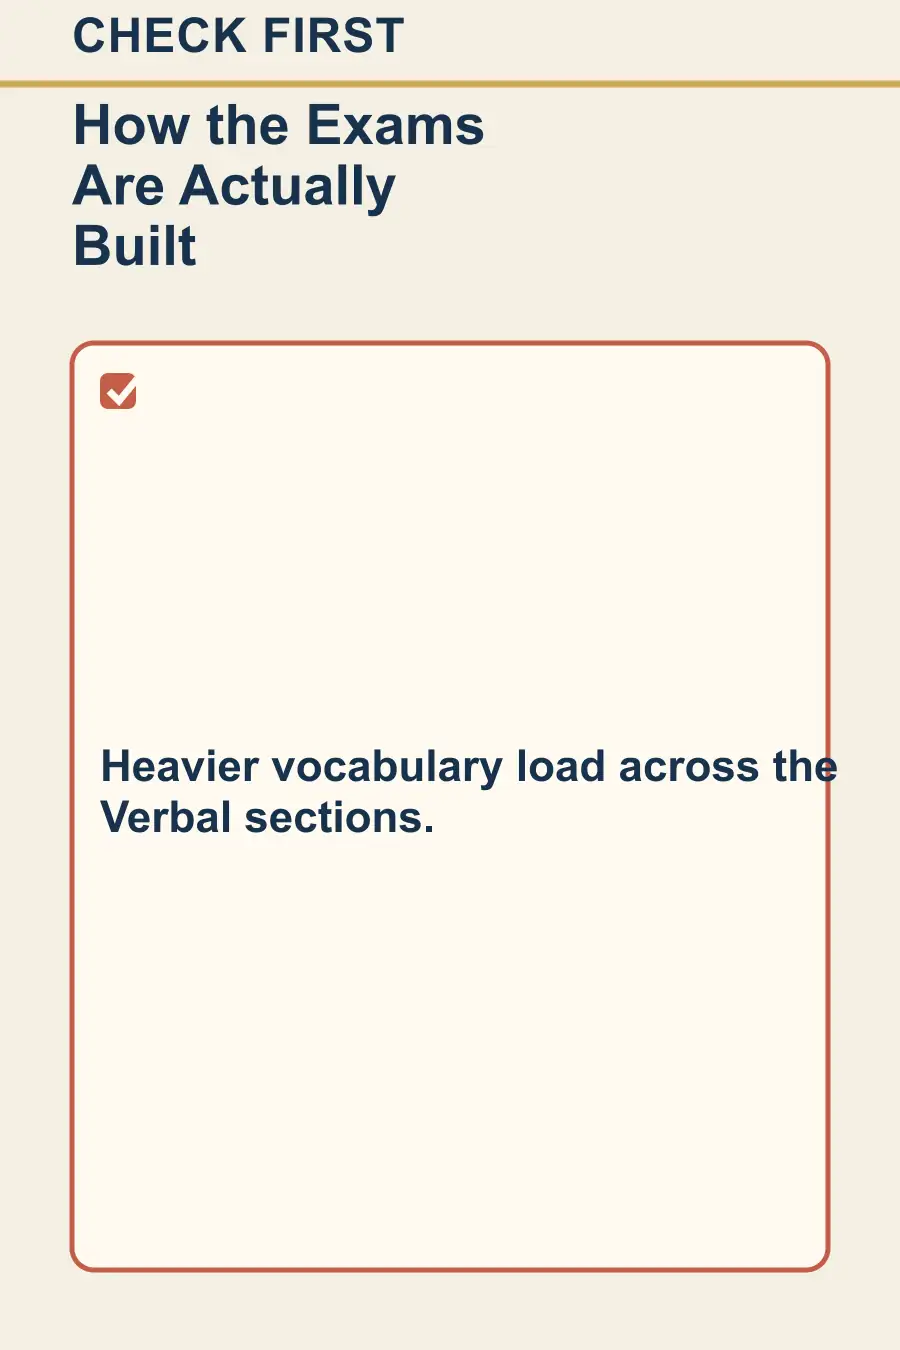 CHECK FIRST
How the Exams
Are Actually
Built
Heavier vocabulary load across the
Verbal sections.